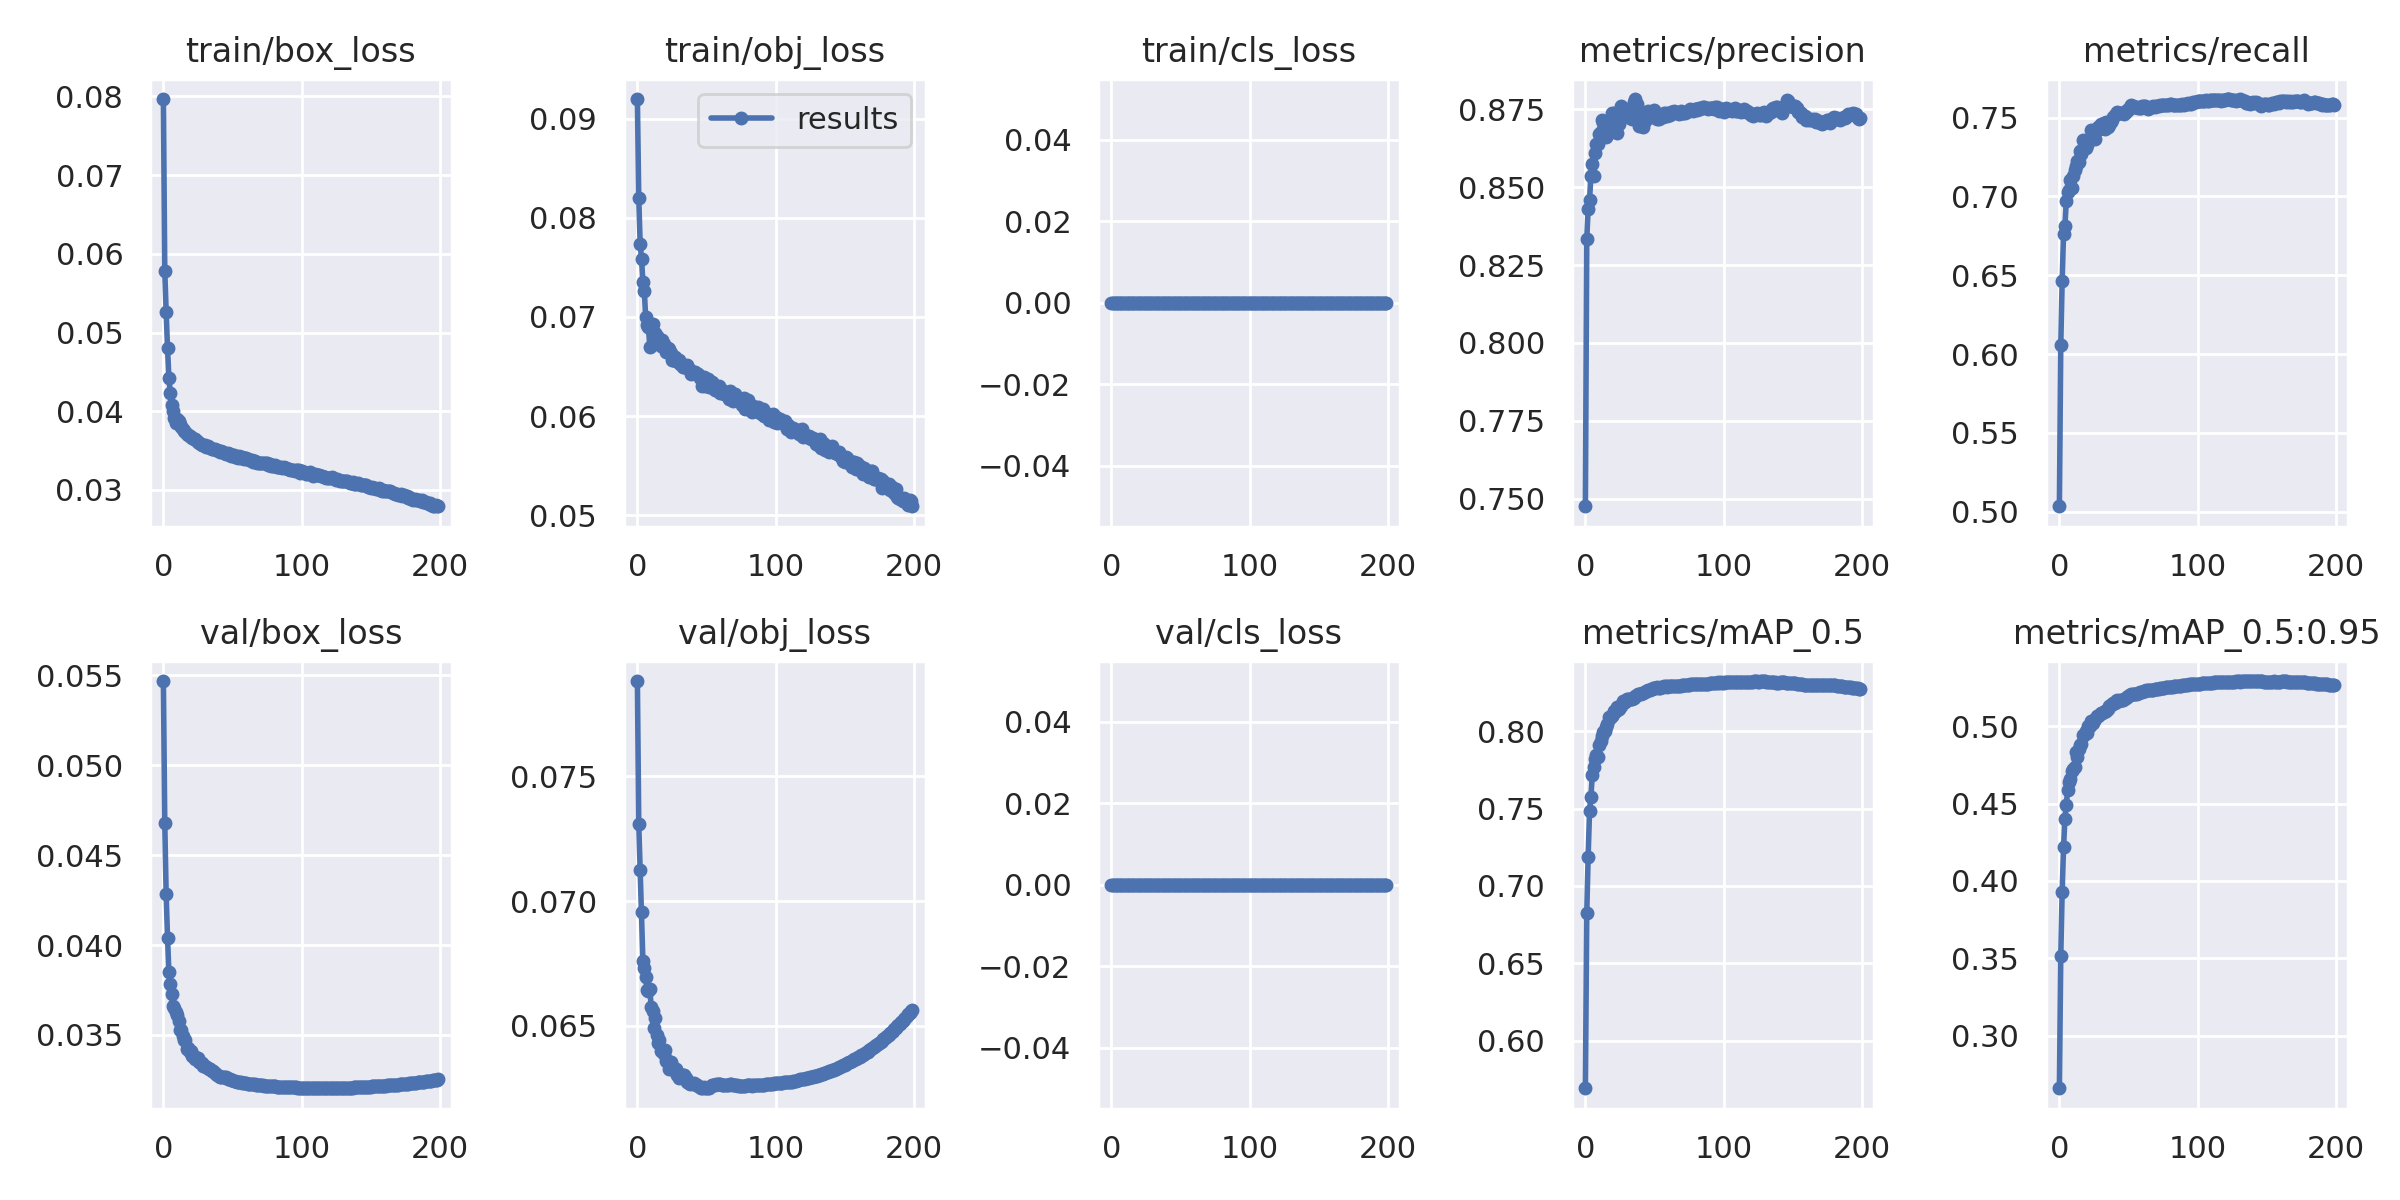 train/box_loss
0.08
0.07
0.06
0.05
0.04
0.03
0 100 200
train/obj_loss
results
0.09
0.08
0.07
0.06
0.05
0 100 200
train/cls_loss
0.04
0.02
0.00
−0.02
−0.04
0 100 200
metrics/precision
0.875
0.850
0.825
0.800
0.775
0.750
0 100 200
metrics/recall
0.75
0.70
0.65
0.60
0.55
0.50
0 100 200
val/box_loss
0.055
0.050
0.045
0.040
0.035
0 100 200
val/obj_loss
0.075
0.070
0.065
0 100 200
val/cls_loss
0.04
0.02
0.00
−0.02
−0.04
0 100 200
metrics/mAP_0.5
0.80
0.75
0.70
0.65
0.60
0 100 200
metrics/mAP_0.5:0.95
0.50
0.45
0.40
0.35
0.30
0 100 200